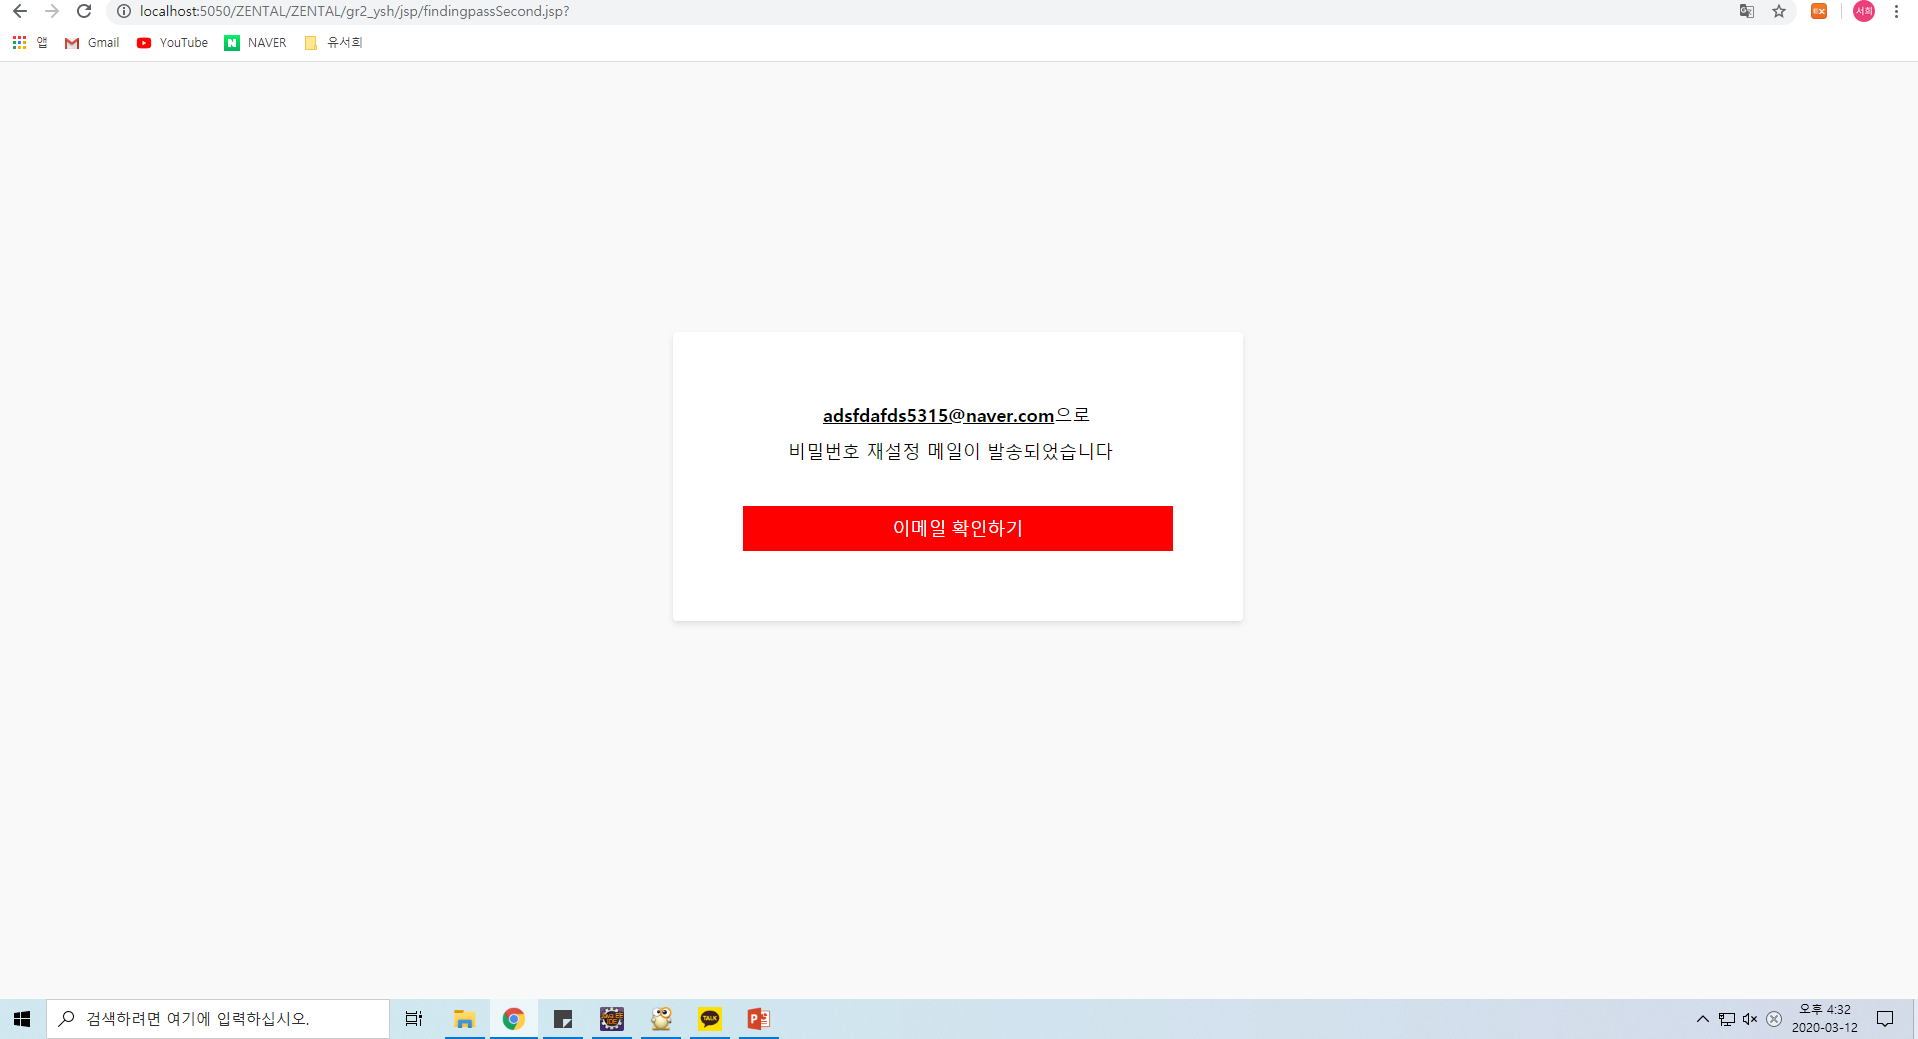 localhost:5050/ZENTAL/ZENTAL/gr2_ysh/jsp/findingpassSecond.jsp?
서희
앱 Gmail YouTube NAVER 유서희
adsfdafds5315@naver.com으로
비밀번호 재설정 메일이 발송되었습니다
이메일 확인하기
검색하려면 여기에 입력하십시오.
TALK
오후 4:32
2020-03-12